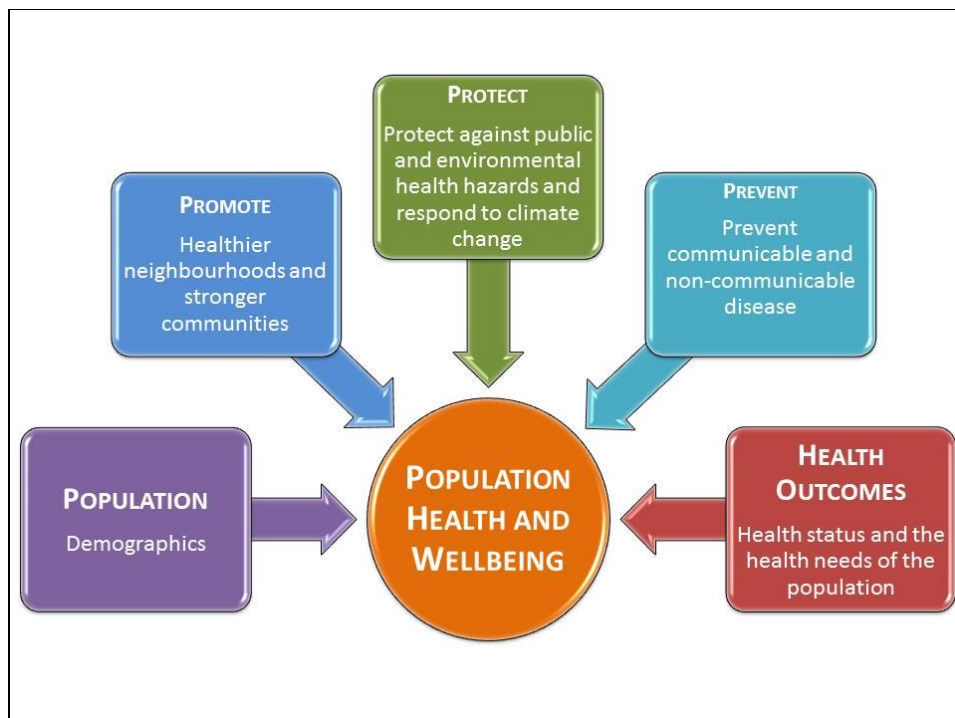 PROTECT
Protect against public
and environmental
health hazards and
respond to climate
change
PROMOTE
Healthier
neighbourhoods and
stronger
communities
PREVENT
Prevent
communicable and
non-communicable
disease
POPULATION
Demographics
POPULATION
HEALTH AND
WELLBEING
HEALTH
OUTCOMES
Health status and the
health needs of the
population